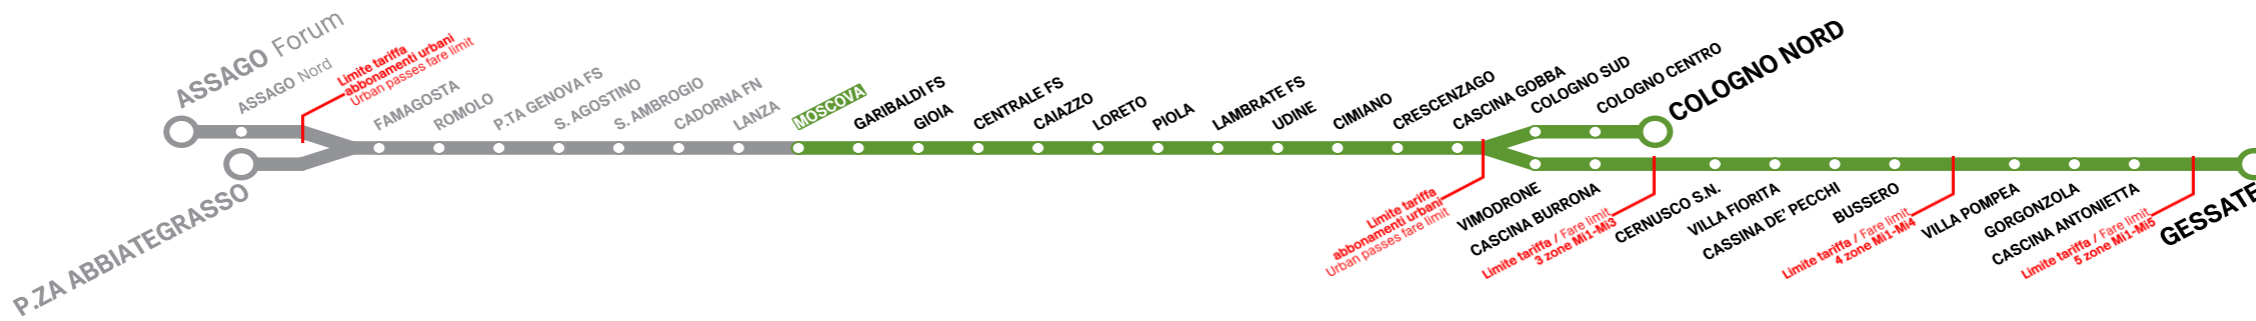 ASSAGO Forum
ASSAGO Nord
Limite tariffa
abbonamenti urbani
Urban passes fare limit
P.ZA ABBIATEGRASSO
FAMAGOSTA
ROMOLO
P.TA GENOVA FS
S. AGOSTINO
S. AMBROGIO
CADORNA FN
LANZA
MOSCOVA
GARIBALDI FS
GIOIA
CENTRALE FS
CAIAZZO
LORETO
PIOLA
LAMBRATE FS
UDINE
CIMIANO
CRESCENZAGO
CASCINA GOBBA
COLOGNO SUD
COLOGNO CENTRO
COLOGNO NORD
Limite tariffa
abbonamenti urbani
Urban passes fare limit
VIMODRONE
CASCINA BURRONA
Limite tariffa / Fare limit
3 zone Mi1-Mi3
CERNUSCO S.N.
VILLA FIORITA
CASSINA DE' PECCHI
BUSSERO
Limite tariffa / Fare limit
4 zone Mi1-Mi4
VILLA POMPEA
GORGONZOLA
CASCINA ANTONIETTA
Limite tariffa / Fare limit
5 zone Mi1-Mi5
GESSATE